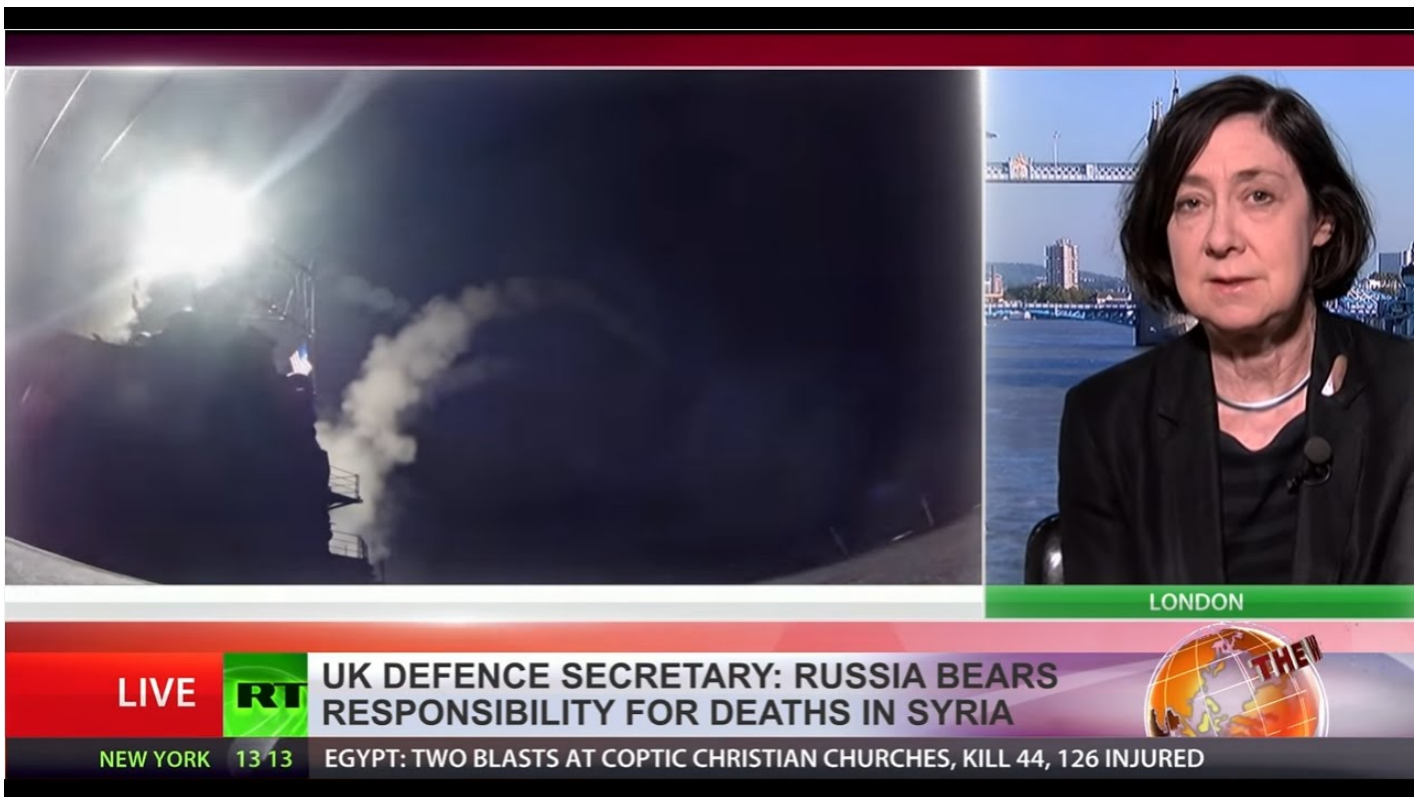 LONDON
LIVE
RT
UK DEFENCE SECRETARY: RUSSIA BEARS
RESPONSIBILITY FOR DEATHS IN SYRIA
THE
NEW YORK 13 13
EGYPT: TWO BLASTS AT COPTIC CHRISTIAN CHURCHES, KILL 44, 126 INJURED